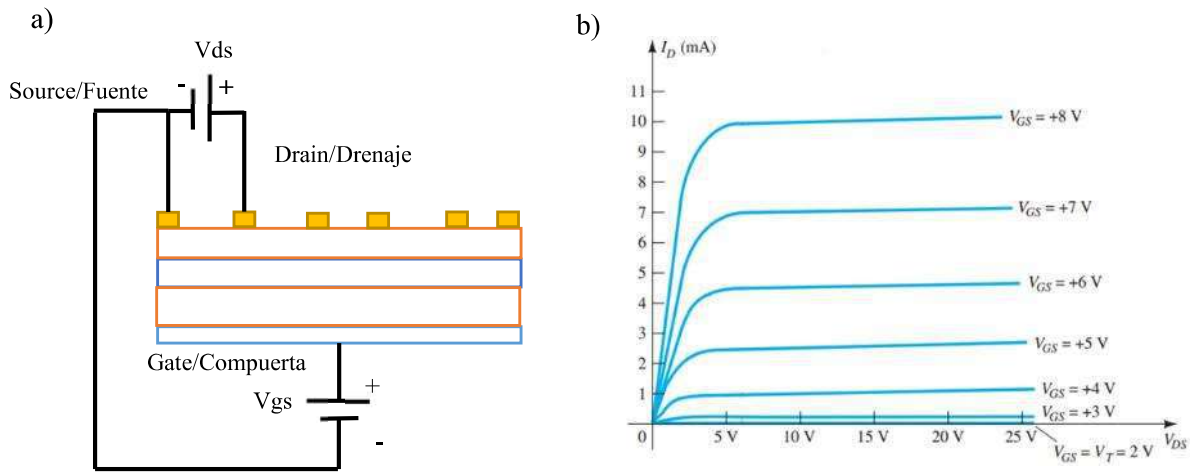 a)
Vds
- +
Source/Fuente
Drain/Drenaje
Gate/Compuerta
Vgs
+
-
b)
I_D (mA)
11
10
9
8
7
6
5
4
3
2
1
0
5 V
10 V
15 V
20 V
25 V
V_DS
V_GS = +8 V
V_GS = +7 V
V_GS = +6 V
V_GS = +5 V
V_GS = +4 V
V_GS = +3 V
V_GS = V_T = 2 V